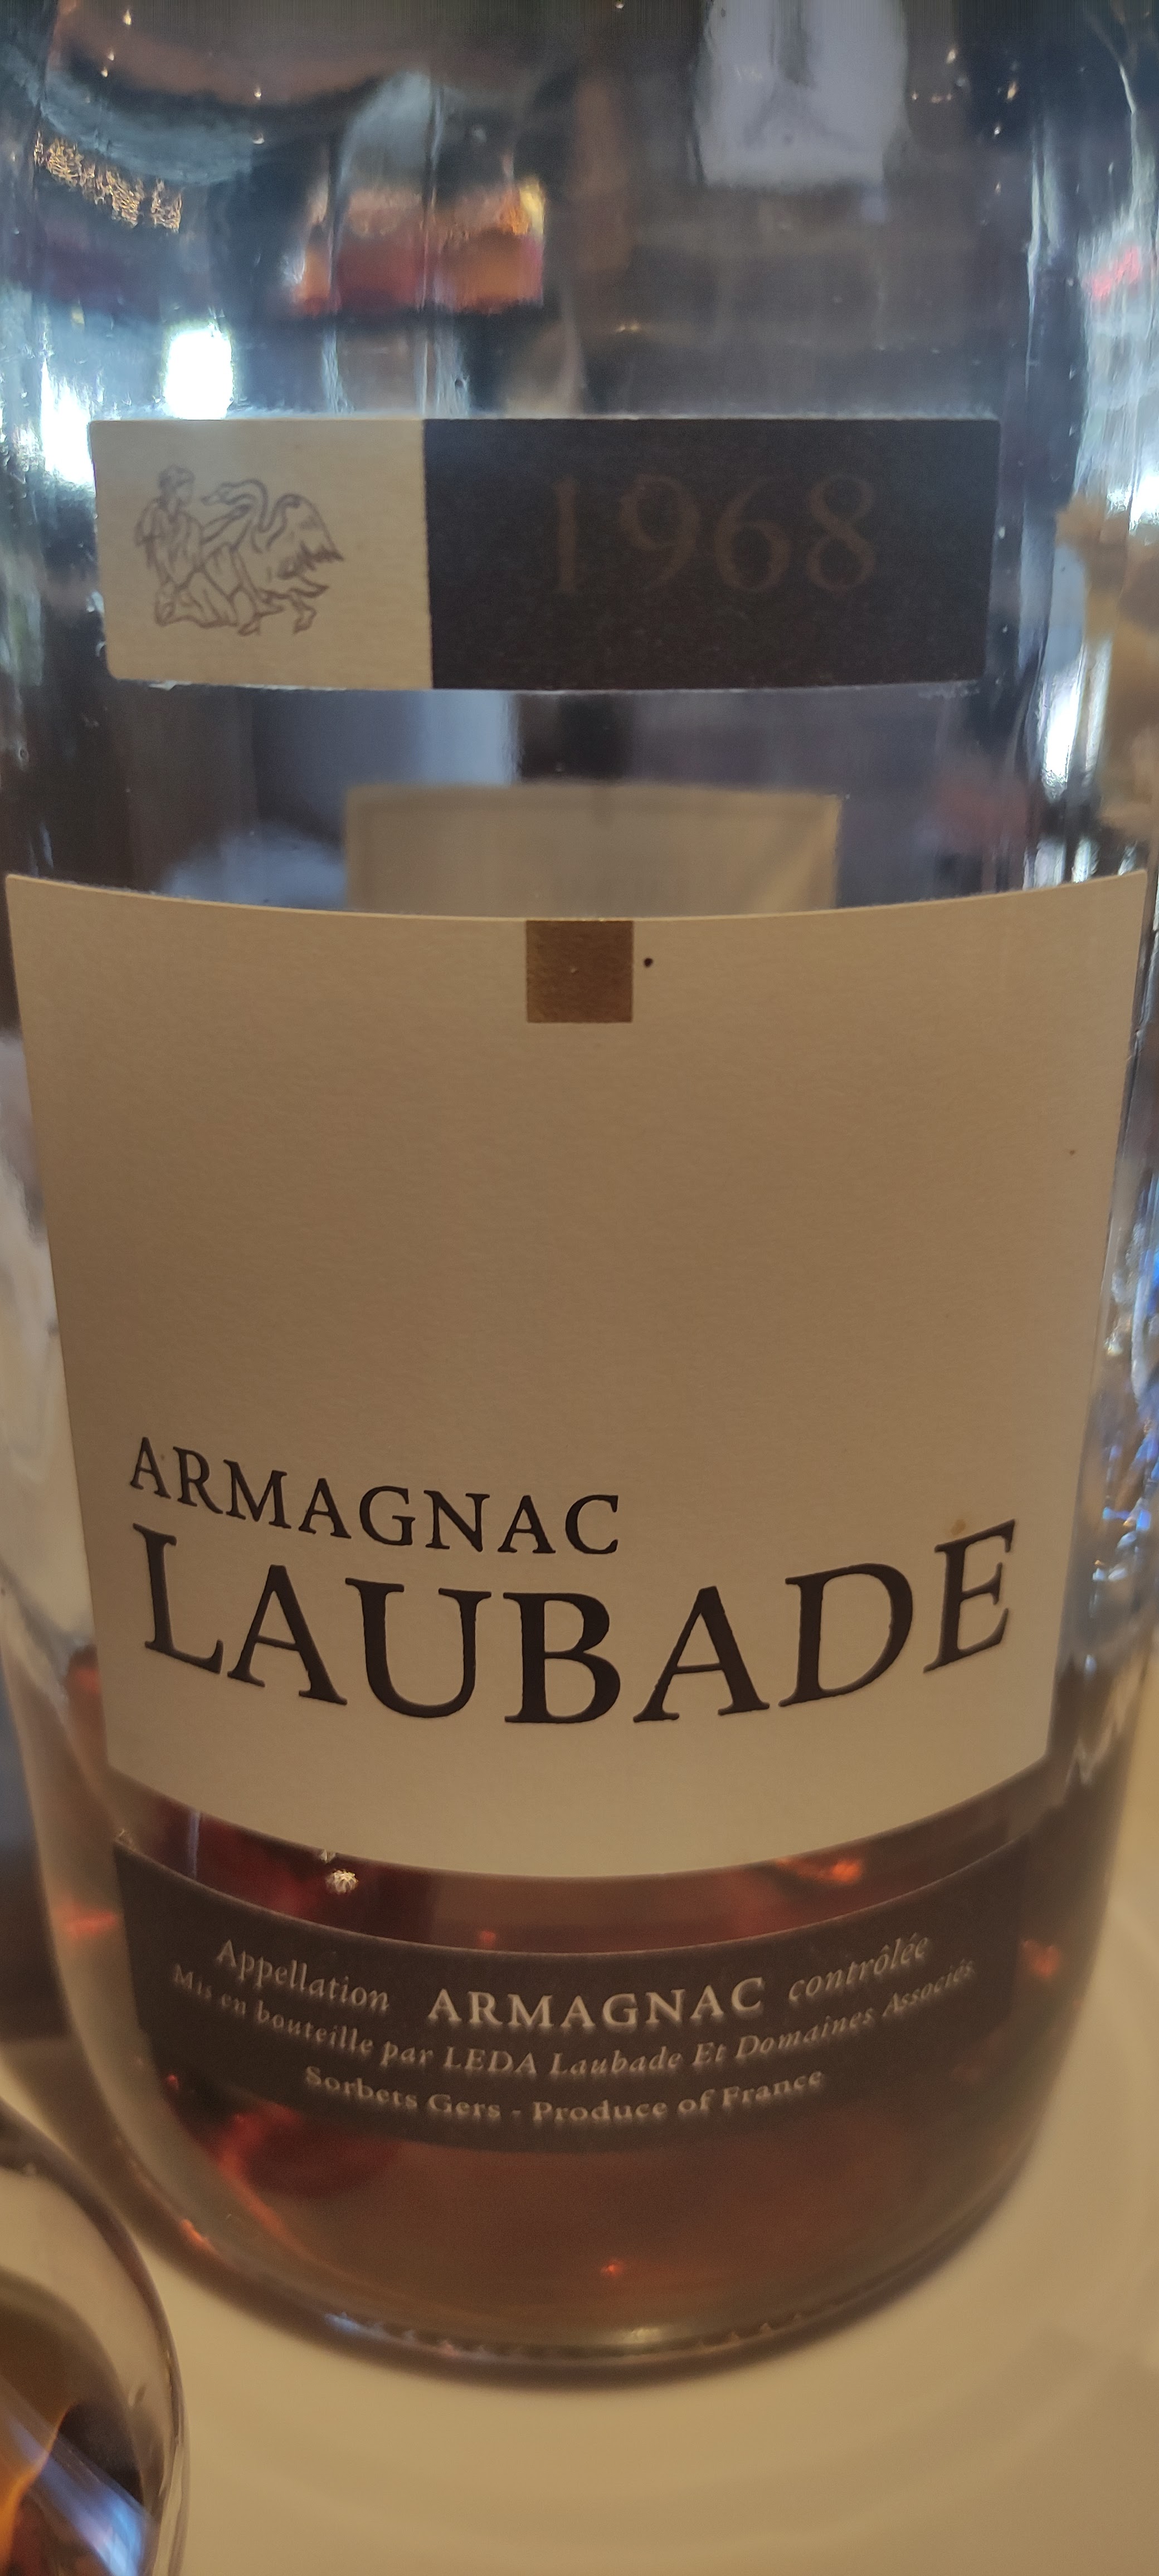 1968
ARMAGNAC
LAUBADE
Appellation ARMAGNAC contrôlée
Mis en bouteille par LEDA Laubade Et Domaines Associés
Sorbets Gers - Produce of France